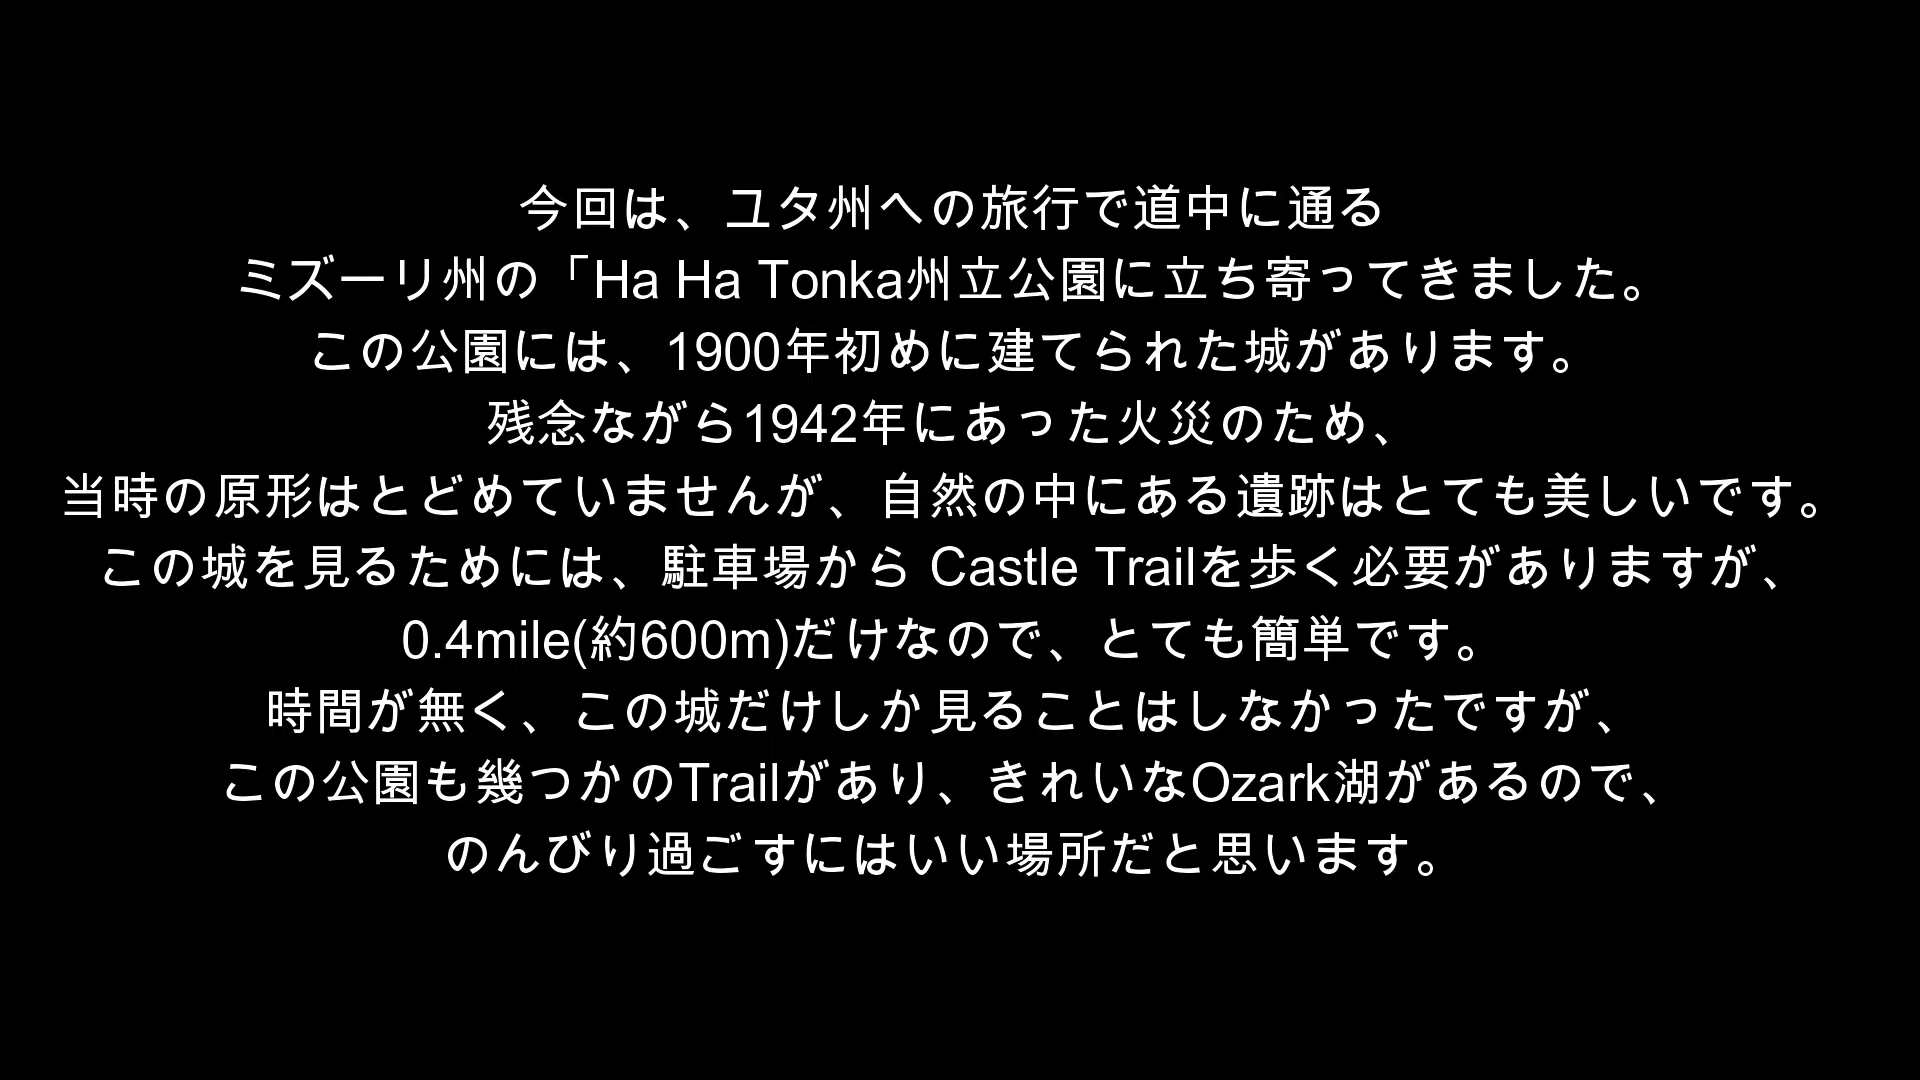 今回は、ユタ州への旅行で道中に通る
ミズーリ州の「Ha Ha Tonka州立公園に立ち寄ってきました。
この公園には、1900年初めに建てられた城があります。
残念ながら1942年にあった火災のため、
当時の原形はとどめていませんが、自然の中にある遺跡はとても美しいです。
この城を見るためには、駐車場から Castle Trailを歩く必要がありますが、
0.4mile(約600m)だけなので、とても簡単です。
時間が無く、この城だけしか見ることはしなかったですが、
この公園も幾つかのTrailがあり、きれいなOzark湖があるので、
のんびり過ごすにはいい場所だと思います。